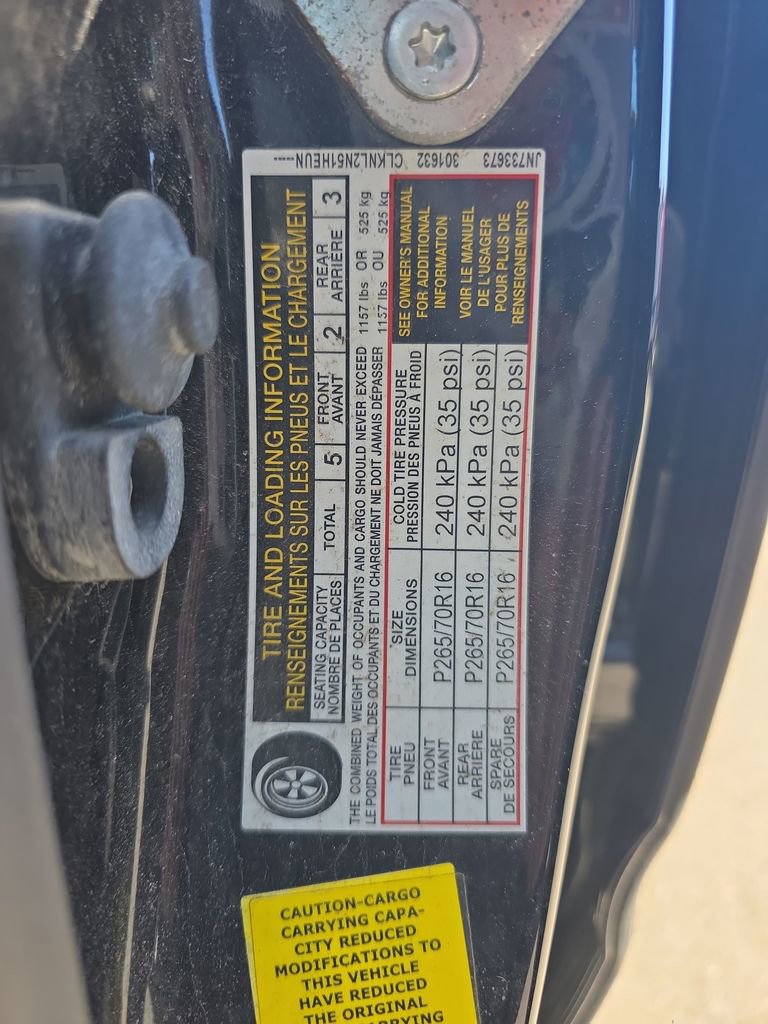 TIRE AND LOADING INFORMATION
RENSEIGNEMENTS SUR LES PNEUS ET LE CHARGEMENT
SEATING CAPACITY
NOMBRE DE PLACES
TOTAL 5
FRONT
AVANT
2
REAR
ARRIÈRE
3
THE COMBINED WEIGHT OF OCCUPANTS AND CARGO SHOULD NEVER EXCEED 1157 lbs OR 525 kg
LE POIDS TOTAL DES OCCUPANTS ET DU CHARGEMENT NE DOIT JAMAIS DÉPASSER 1157 lbs OU 525 kg
TIRE
PNEU
SIZE
DIMENSIONS
COLD TIRE PRESSURE
PRESSION DES PNEUS À FROID
FRONT
AVANT
P265/70R16
240 kPa (35 psi)
REAR
ARRIÈRE
P265/70R16
240 kPa (35 psi)
SPARE
DE SECOURS
P265/70R16
240 kPa (35 psi)
SEE OWNER'S MANUAL
FOR ADDITIONAL
INFORMATION
VOIR LE MANUEL
DE L'USAGER
POUR PLUS DE
RENSEIGNEMENTS
JN733673 301632 CLKNL2N51HEUN----
CAUTION-CARGO
CARRYING CAPA-
CITY REDUCED
MODIFICATIONS TO
THIS VEHICLE
HAVE REDUCED
THE ORIGINAL